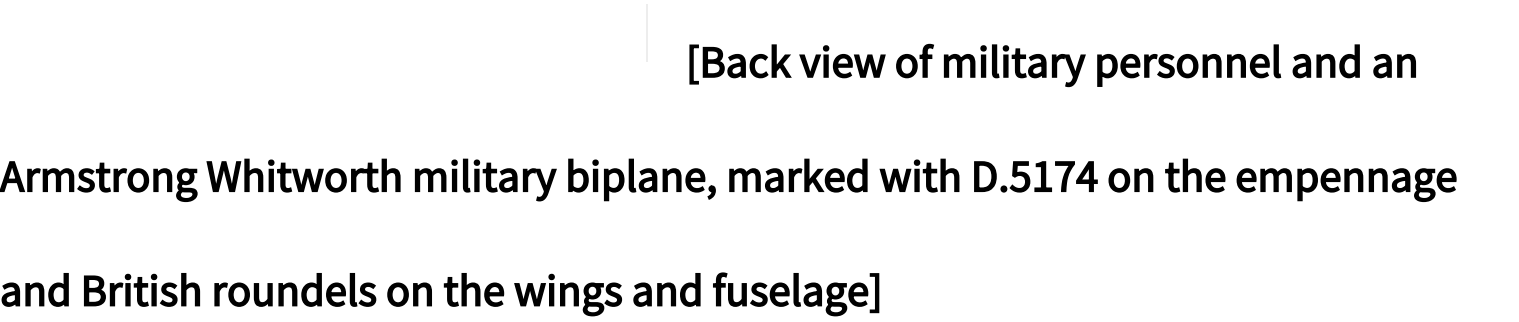 [Back view of military personnel and an
Armstrong Whitworth military biplane, marked with D.5174 on the empennage
and British roundels on the wings and fuselage]